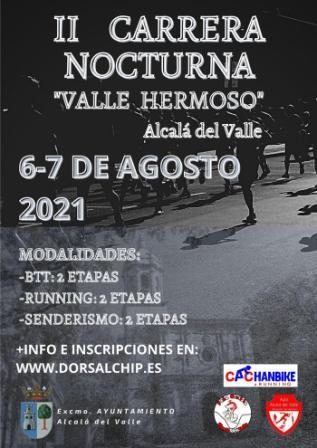 II CARRERA
NOCTURNA
"VALLE HERMOSO"
Alcalá del Valle
6-7 DE AGOSTO
2021
MODALIDADES:
-BTT: 2 ETAPAS
-RUNNING: 2 ETAPAS
-SENDERISMO: 2 ETAPAS
+INFO E INSCRIPCIONES EN:
WWW.DORSALCHIP.ES
CACHANBIKE
& RUNNING
Excmo. AYUNTAMIENTO
Alcalá del Valle